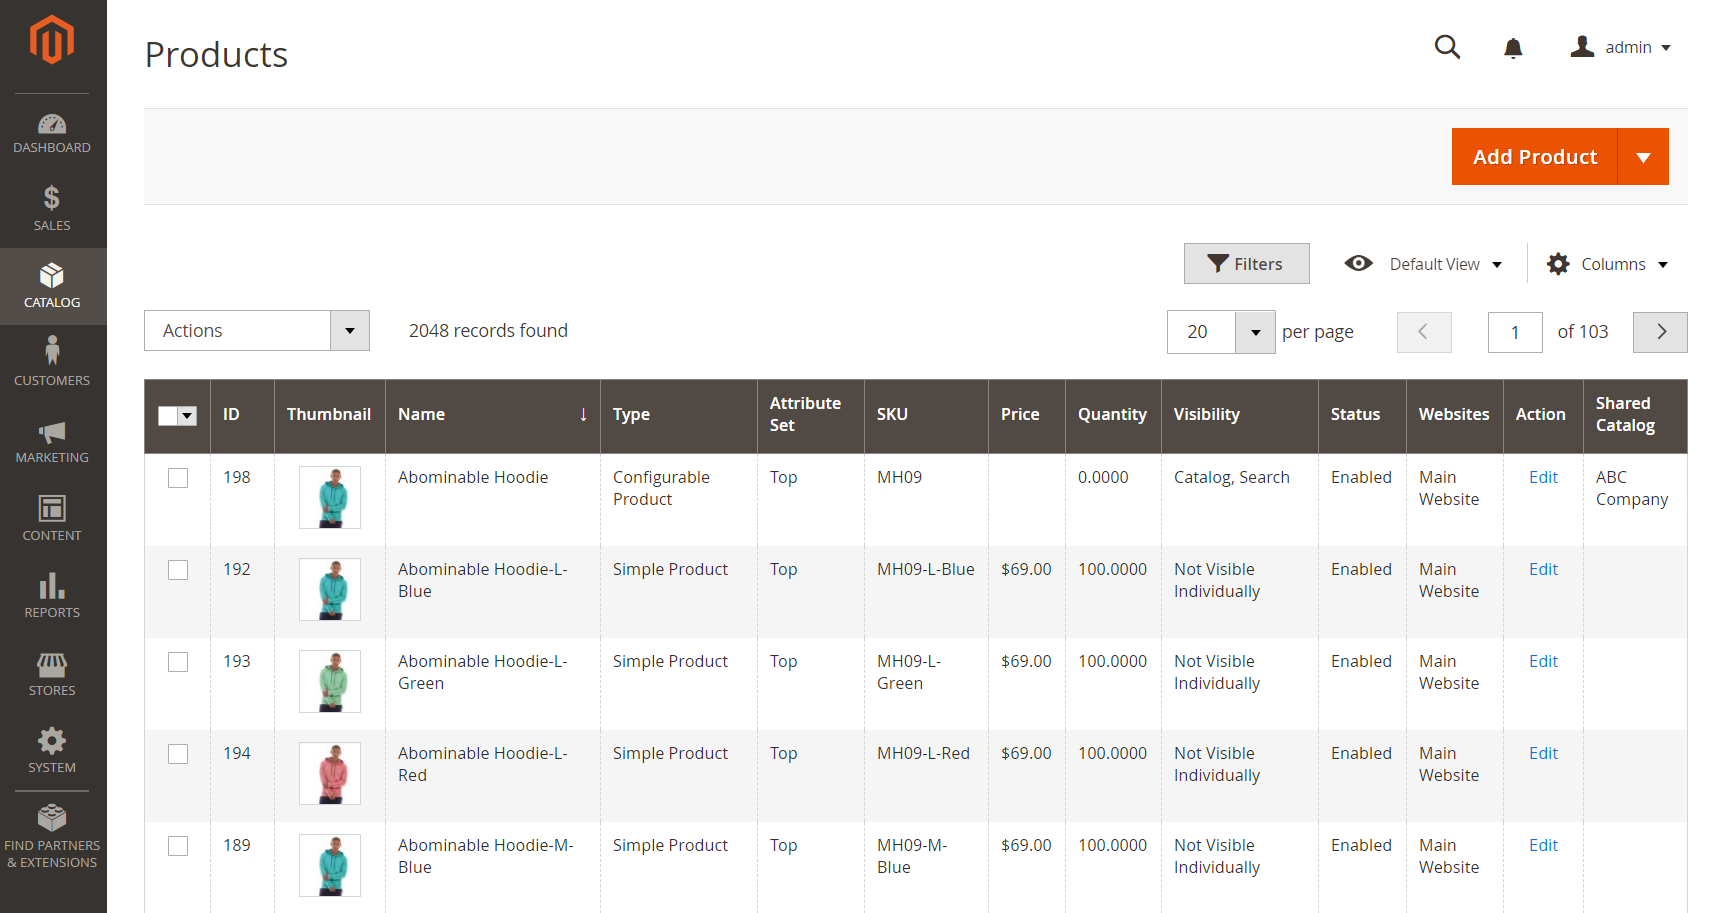 Products
admin
DASHBOARD
SALES
CATALOG
CUSTOMERS
MARKETING
CONTENT
REPORTS
STORES
SYSTEM
FIND PARTNERS
& EXTENSIONS
Add Product
Filters
Default View
Columns
Actions
2048 records found
20
per page
1
of 103
ID
Thumbnail
Name ↓
Type
Attribute
Set
SKU
Price
Quantity
Visibility
Status
Websites
Action
Shared
Catalog
198
Abominable Hoodie
Configurable
Product
Top
MH09
0.0000
Catalog, Search
Enabled
Main
Website
Edit
ABC
Company
192
Abominable Hoodie-L-
Blue
Simple Product
Top
MH09-L-Blue
$69.00
100.0000
Not Visible
Individually
Enabled
Main
Website
Edit
193
Abominable Hoodie-L-
Green
Simple Product
Top
MH09-L-
Green
$69.00
100.0000
Not Visible
Individually
Enabled
Main
Website
Edit
194
Abominable Hoodie-L-
Red
Simple Product
Top
MH09-L-Red
$69.00
100.0000
Not Visible
Individually
Enabled
Main
Website
Edit
189
Abominable Hoodie-M-
Blue
Simple Product
Top
MH09-M-
Blue
$69.00
100.0000
Not Visible
Individually
Enabled
Main
Website
Edit